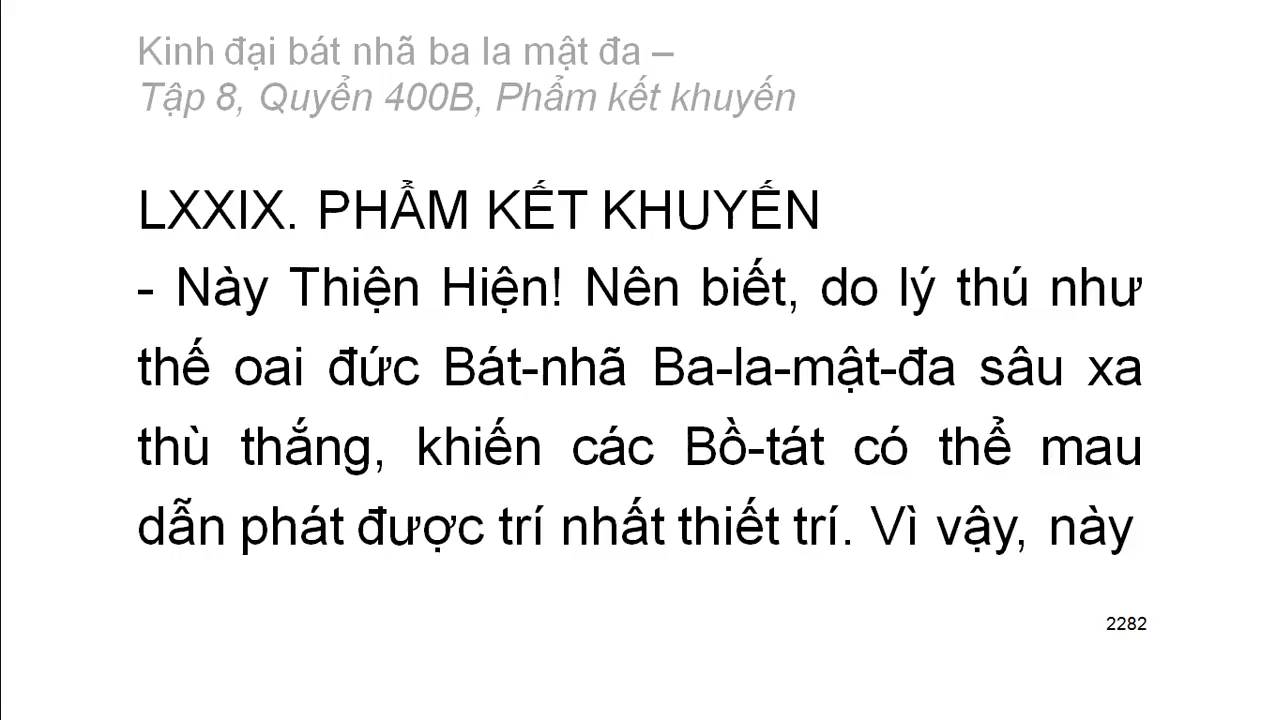 Kinh đại bát nhã ba la mật đa –
Tập 8, Quyển 400B, Phẩm kết khuyến
LXXIX. PHẨM KẾT KHUYẾN
- Này Thiện Hiện! Nên biết, do lý thú như
thế oai đức Bát-nhã Ba-la-mật-đa sâu xa
thù thắng, khiến các Bồ-tát có thể mau
dẫn phát được trí nhất thiết trí. Vì vậy, này
2282